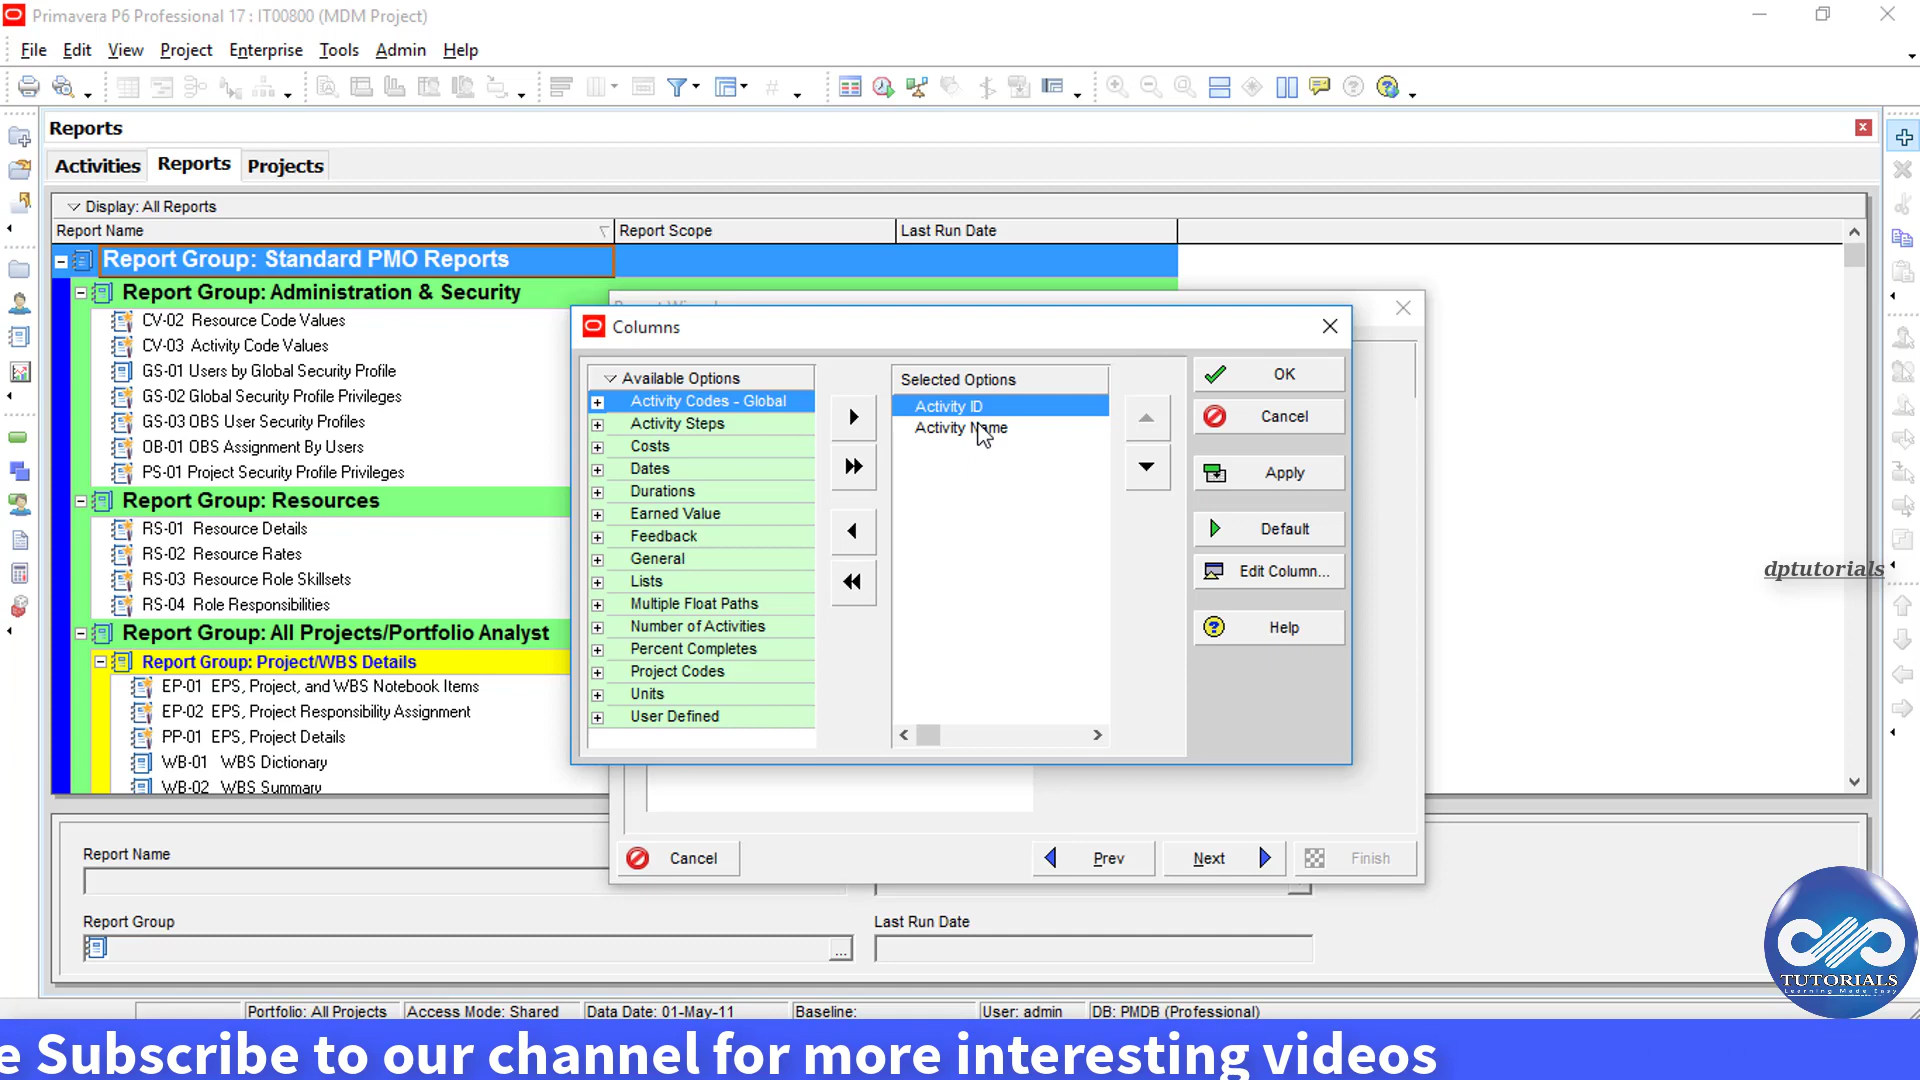 Primavera P6 Professional 17 : IT00800 (MDM Project)
File Edit View Project Enterprise Tools Admin Help
Reports
Activities Reports Projects
Display: All Reports
Report Name Report Scope Last Run Date
Report Group: Standard PMO Reports
Report Group: Administration & Security
CV-02 Resource Code Values
CV-03 Activity Code Values
GS-01 Users by Global Security Profile
GS-02 Global Security Profile Privileges
GS-03 OBS User Security Profiles
OB-01 OBS Assignment By Users
PS-01 Project Security Profile Privileges
Report Group: Resources
RS-01 Resource Details
RS-02 Resource Rates
RS-03 Resource Role Skillsets
RS-04 Role Responsibilities
Report Group: All Projects/Portfolio Analyst
Report Group: Project/WBS Details
EP-01 EPS, Project, and WBS Notebook Items
EP-02 EPS, Project Responsibility Assignment
PP-01 EPS, Project Details
WB-01 WBS Dictionary
WB-02 WBS Summary
Columns
Available Options
Activity Codes - Global
Activity Steps
Costs
Dates
Durations
Earned Value
Feedback
General
Lists
Multiple Float Paths
Number of Activities
Percent Completes
Project Codes
Units
User Defined
Selected Options
Activity ID
Activity Name
OK
Cancel
Apply
Default
Edit Column...
Help
Cancel Prev Next Finish
dptutorials
Report Name
Report Group
...
Last Run Date
TUTORIALS
Learning Made Easy
Portfolio: All Projects Access Mode: Shared Data Date: 01-May-11 Baseline: User: admin DB: PMDB (Professional)
e Subscribe to our channel for more interesting videos